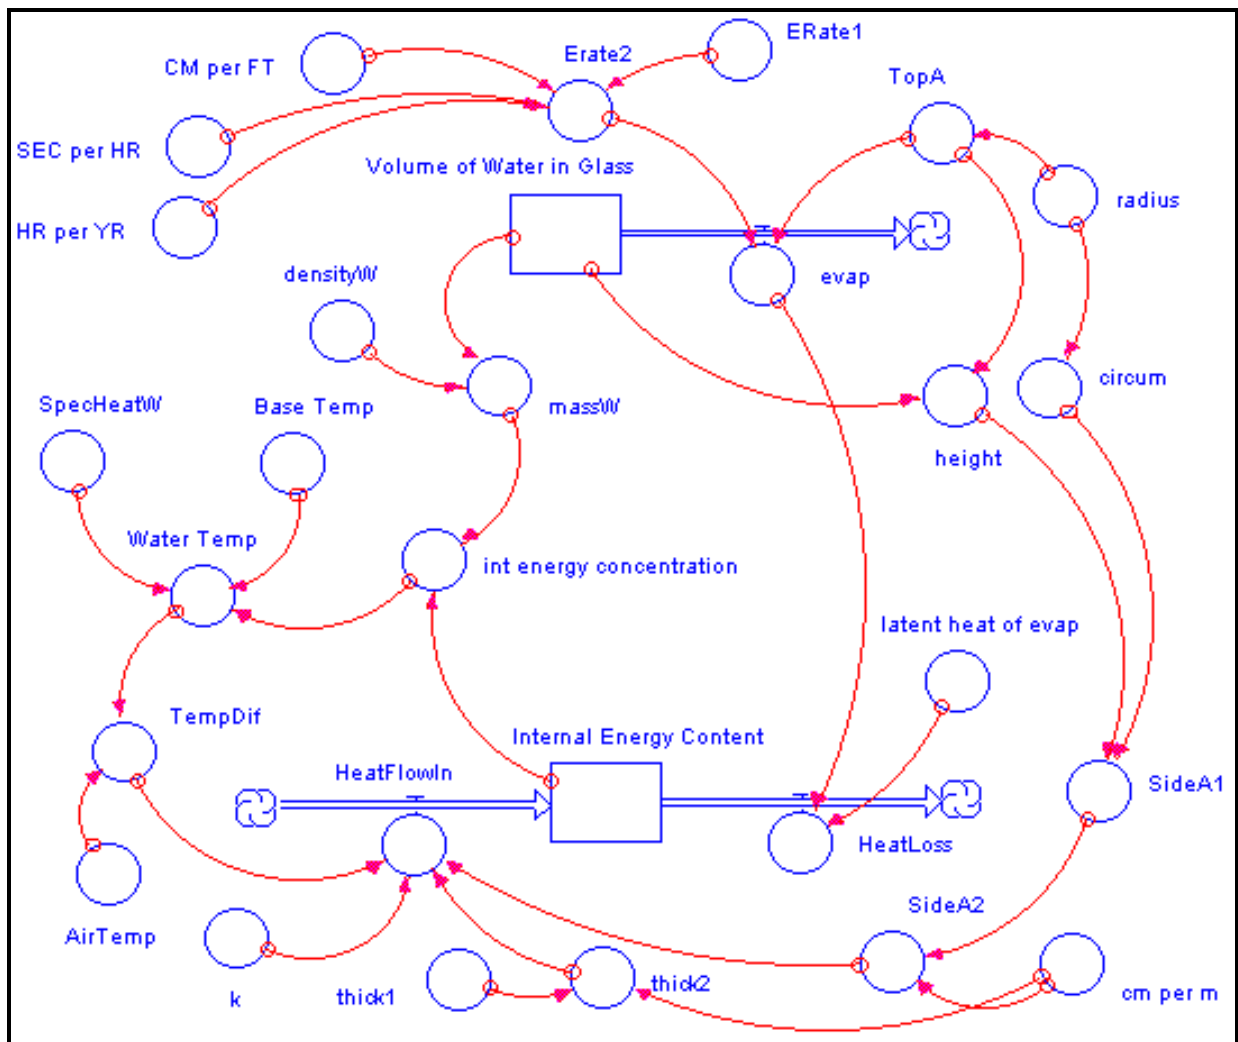 ERate1
Erate2
CM per FT
TopA
SEC per HR
Volume of Water in Glass
radius
HR per YR
densityW
evap
circum
SpecHeatW
Base Temp
massW
height
Water Temp
int energy concentration
latent heat of evap
TempDif
Internal Energy Content
HeatFlowIn
SideA1
HeatLoss
SideA2
AirTemp
k
thick1
thick2
cm per m